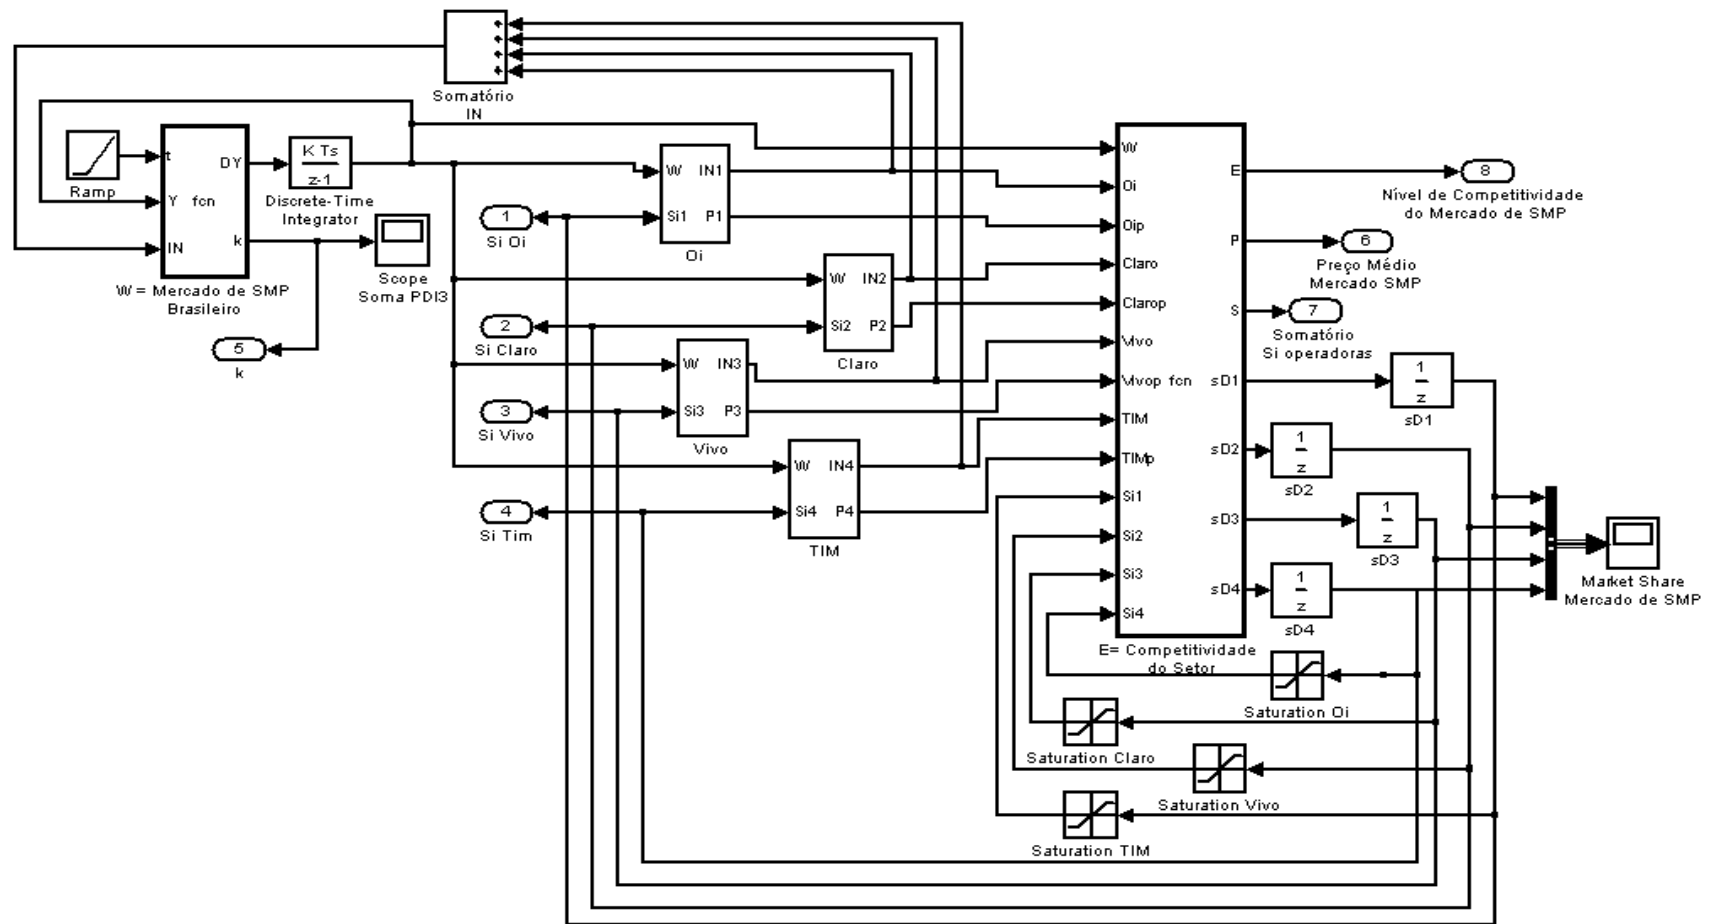 Somatório
IN
Ramp
t
Y
fcn
IN
DY
k
W = Mercado de SMP
Brasileiro
K Ts
z-1
Discrete-Time
Integrator
Scope
Soma PDI3
5
k
1
Si Oi
2
Si Claro
3
Si Vivo
4
Si Tim
W
IN1
Si1
P1
Oi
W
IN2
Si2
P2
Claro
W
IN3
Si3
P3
Vivo
W
IN4
Si4
P4
TIM
W
Oi
Oip
Claro
Clarop
Vivo
Vivop fcn
TIM
TIMp
Si1
Si2
Si3
Si4
E
P
S
sD1
sD2
sD3
sD4
E= Competitividade
do Setor
8
Nível de Competitividade
do Mercado de SMP
6
Preço Médio
Mercado SMP
7
Somatório
Si operadoras
1
z
sD1
1
z
sD2
1
z
sD3
1
z
sD4
Market Share
Mercado de SMP
Saturation Oi
Saturation Claro
Saturation Vivo
Saturation TIM